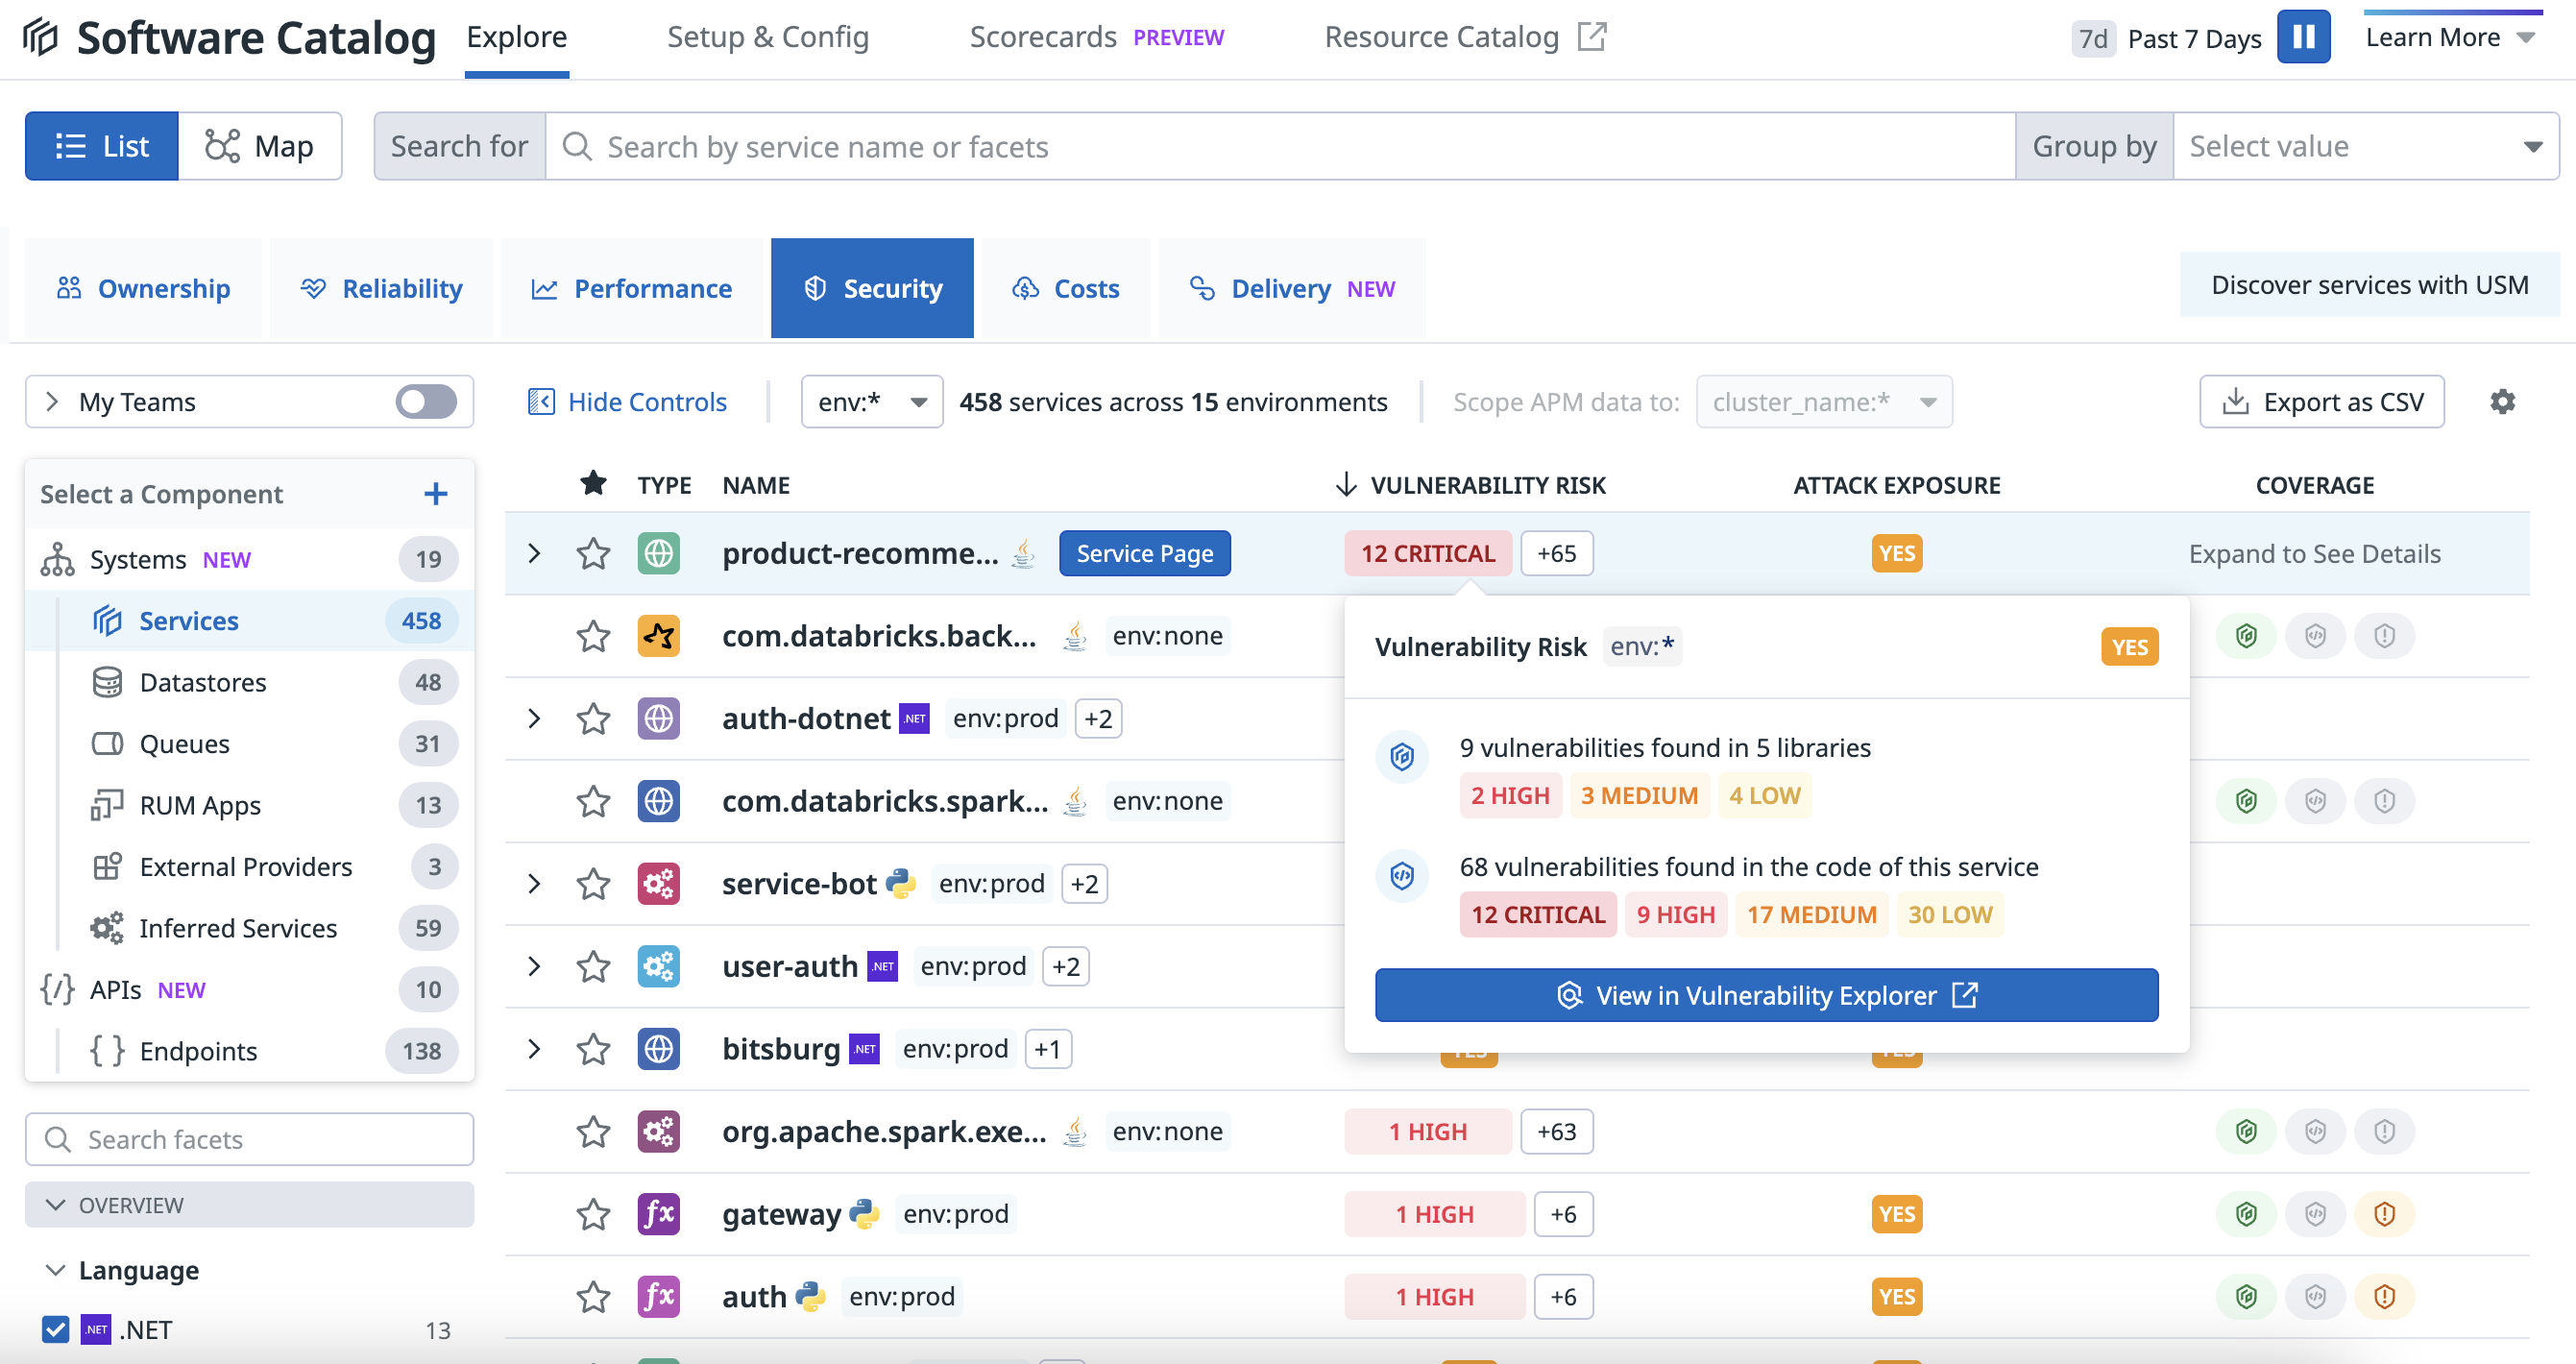 Software Catalog
Explore
Setup & Config
Scorecards PREVIEW
Resource Catalog
7d Past 7 Days
Learn More
List
Map
Search for
Search by service name or facets
Group by
Select value
Ownership
Reliability
Performance
Security
Costs
Delivery NEW
Discover services with USM
My Teams
Hide Controls
env:*
458 services across 15 environments
Scope APM data to:
cluster_name:*
Export as CSV
Select a Component
Systems NEW 19
Services 458
Datastores 48
Queues 31
RUM Apps 13
External Providers 3
Inferred Services 59
APIs NEW 10
Endpoints 138
Search facets
OVERVIEW
Language
.NET .NET 13
TYPE NAME VULNERABILITY RISK ATTACK EXPOSURE COVERAGE
product-recomme... Service Page 12 CRITICAL +65 YES Expand to See Details
com.databricks.back... env:none
auth-dotnet .NET env:prod +2
com.databricks.spark... env:none
service-bot env:prod +2
user-auth .NET env:prod +2
bitsburg .NET env:prod +1 YES YES
org.apache.spark.exe... env:none 1 HIGH +63
gateway env:prod 1 HIGH +6 YES
auth env:prod 1 HIGH +6 YES
Vulnerability Risk env:* YES
9 vulnerabilities found in 5 libraries
2 HIGH 3 MEDIUM 4 LOW
68 vulnerabilities found in the code of this service
12 CRITICAL 9 HIGH 17 MEDIUM 30 LOW
View in Vulnerability Explorer